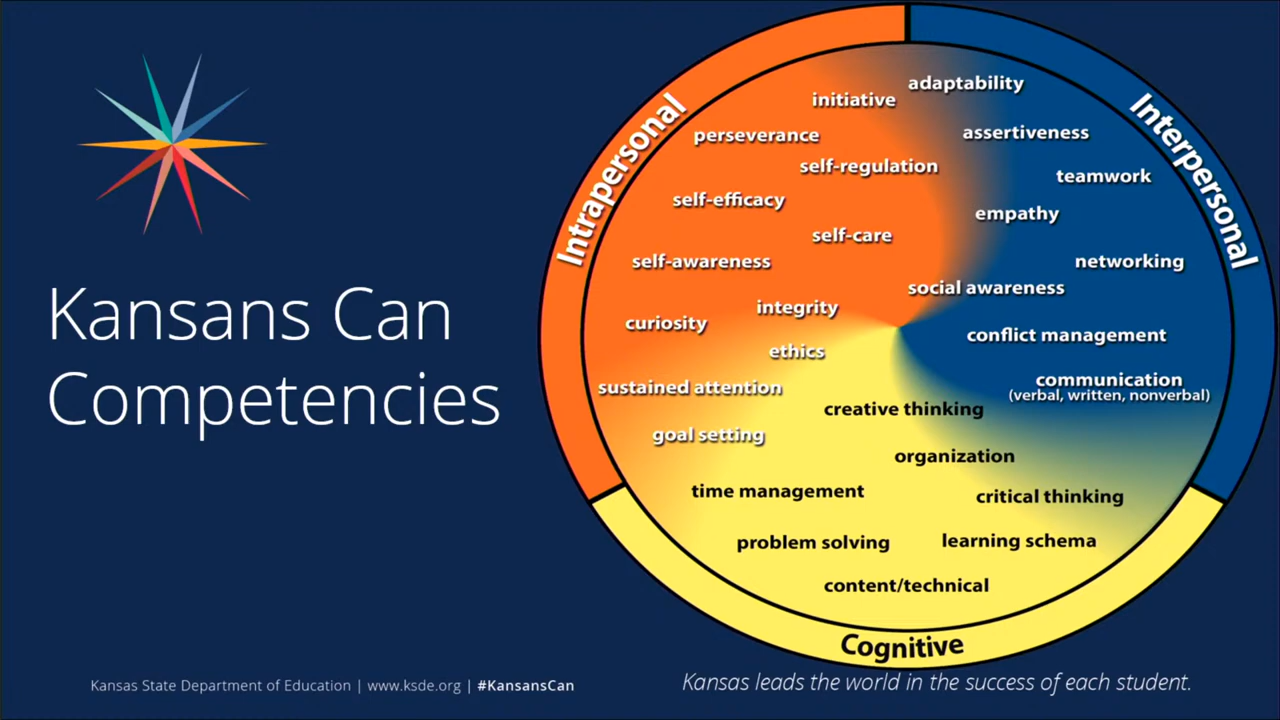 Kansans Can
Competencies
Intrapersonal
Interpersonal
Cognitive
adaptability
initiative
assertiveness
perseverance
self-regulation
teamwork
self-efficacy
empathy
self-care
self-awareness
networking
social awareness
integrity
curiosity
conflict management
ethics
sustained attention
communication
(verbal, written, nonverbal)
creative thinking
goal setting
organization
time management
critical thinking
problem solving
learning schema
content/technical
Kansas State Department of Education | www.ksde.org | #KansansCan
Kansas leads the world in the success of each student.